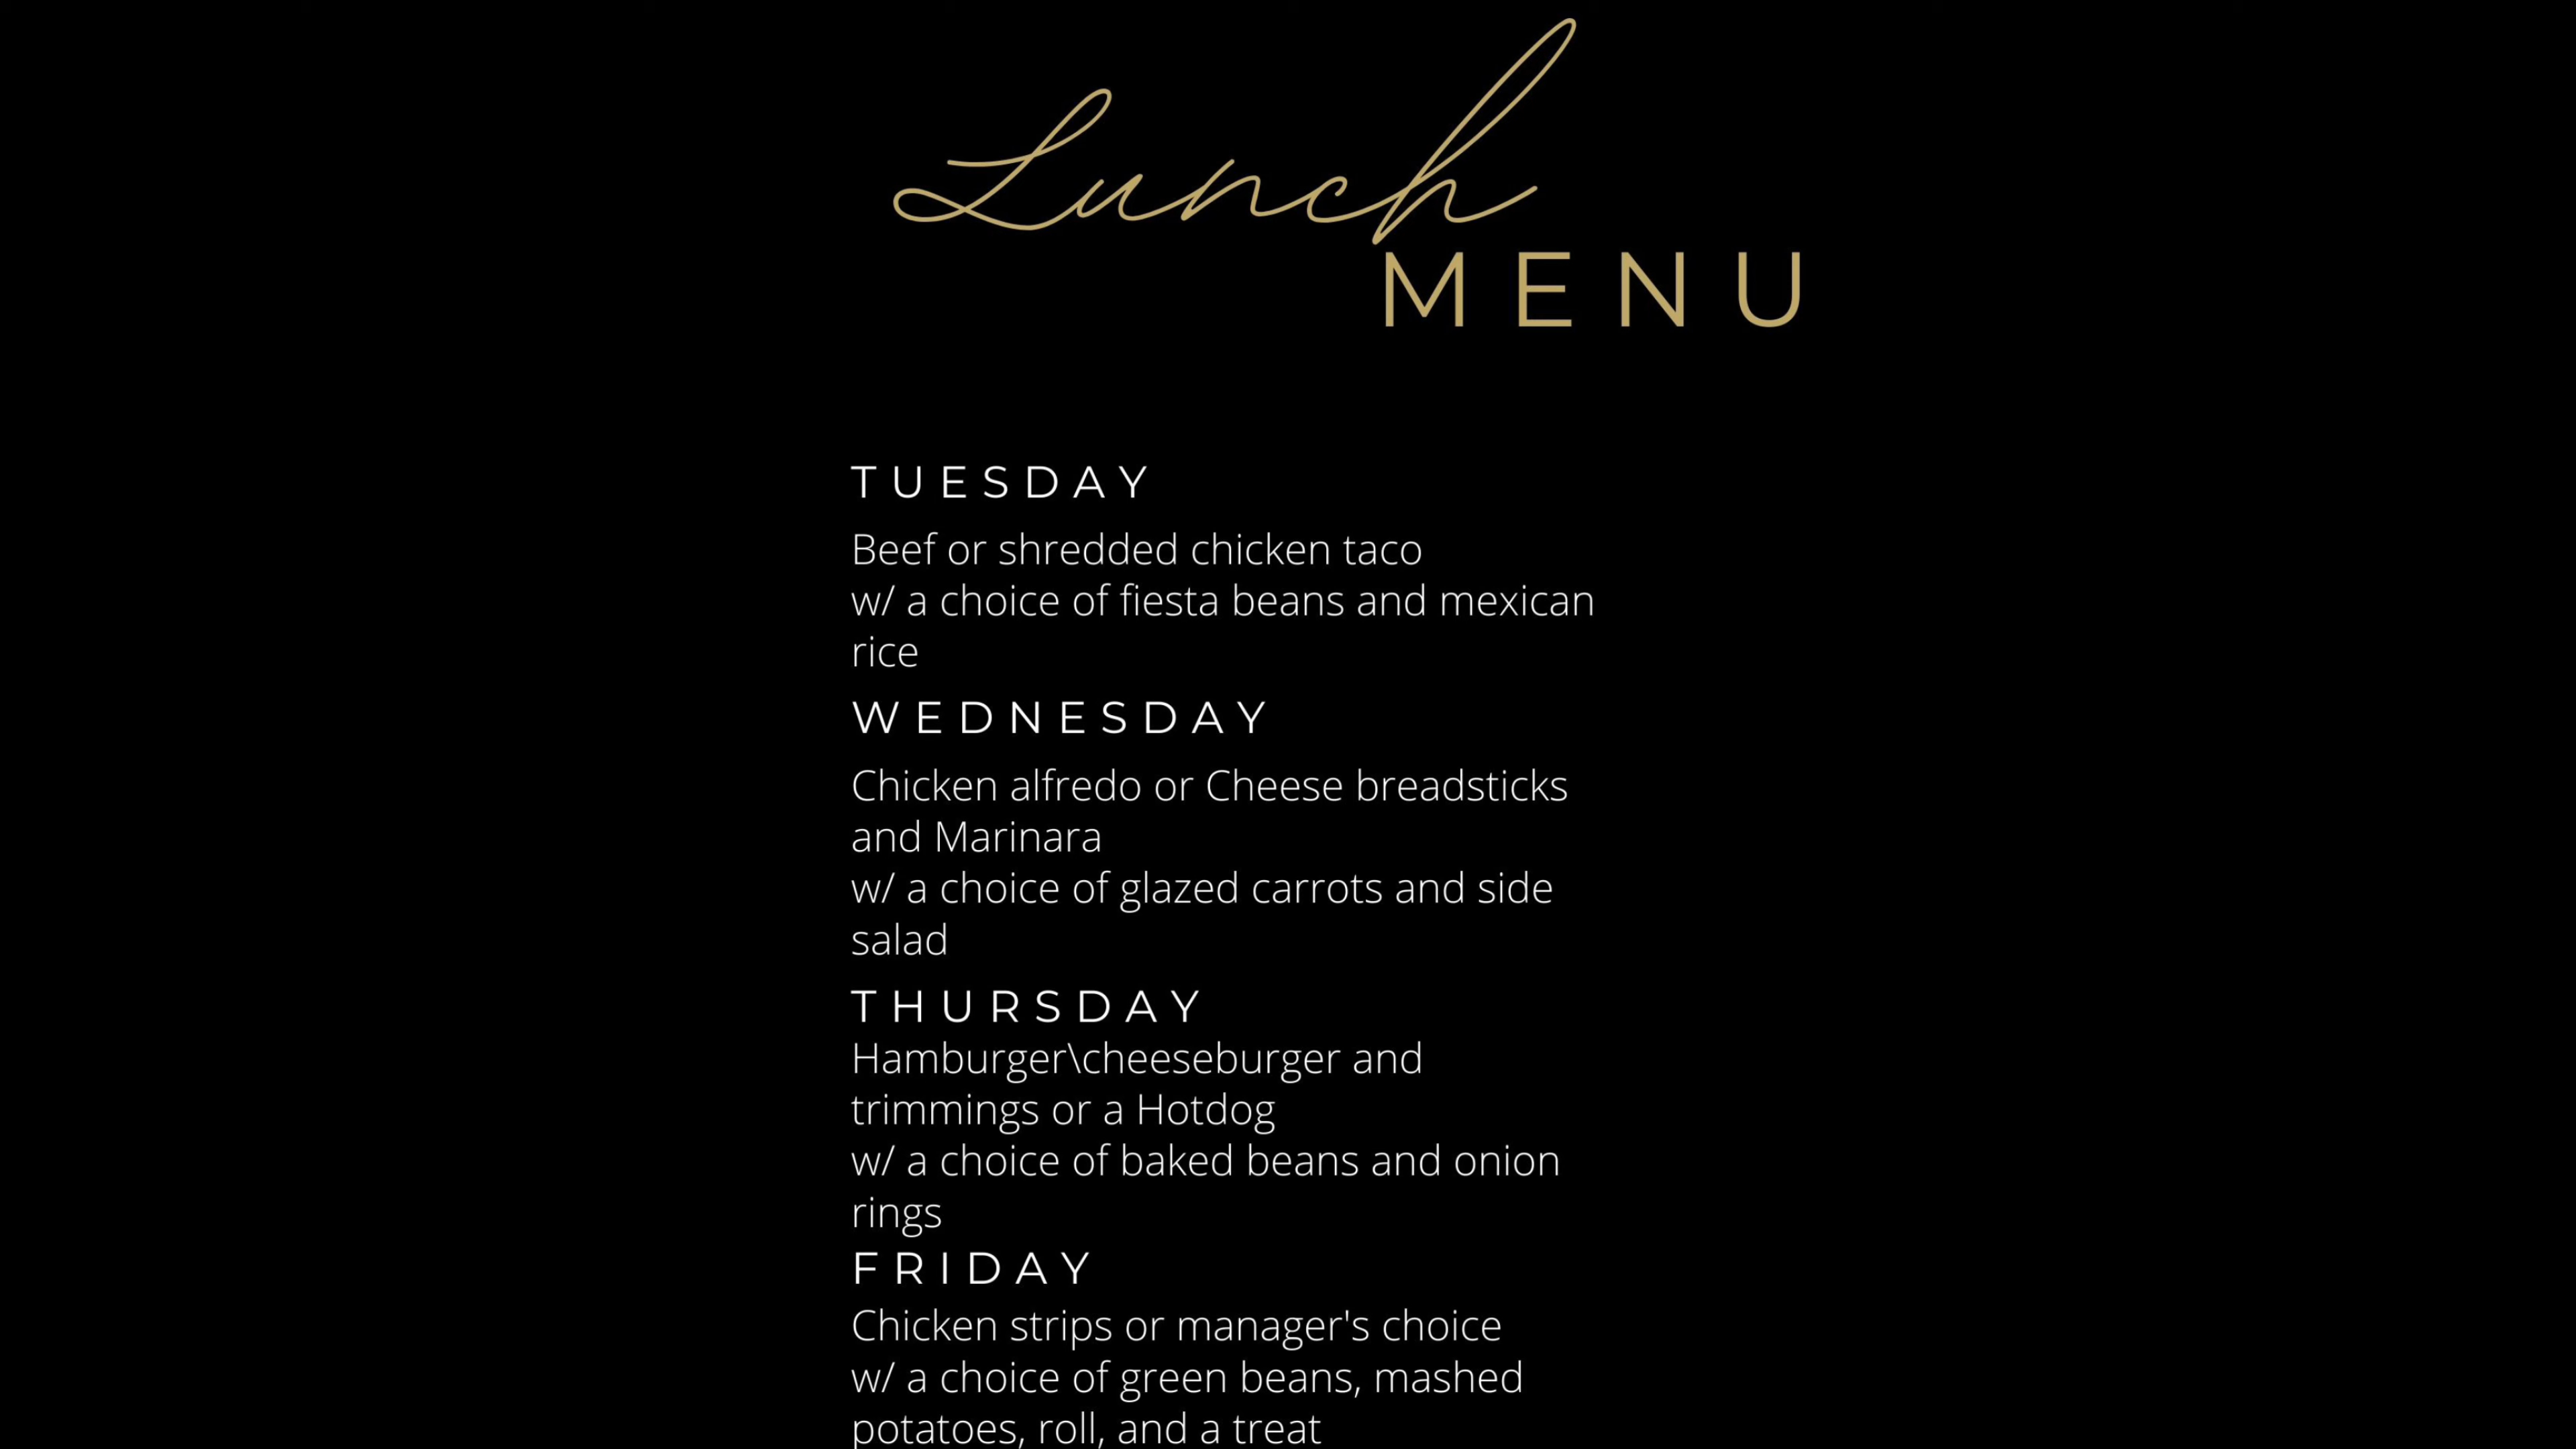 Lunch
MENU
TUESDAY
Beef or shredded chicken taco
w/ a choice of fiesta beans and mexican
rice
WEDNESDAY
Chicken alfredo or Cheese breadsticks
and Marinara
w/ a choice of glazed carrots and side
salad
THURSDAY
Hamburger\cheeseburger and
trimmings or a Hotdog
w/ a choice of baked beans and onion
rings
FRIDAY
Chicken strips or manager's choice
w/ a choice of green beans, mashed
potatoes, roll, and a treat